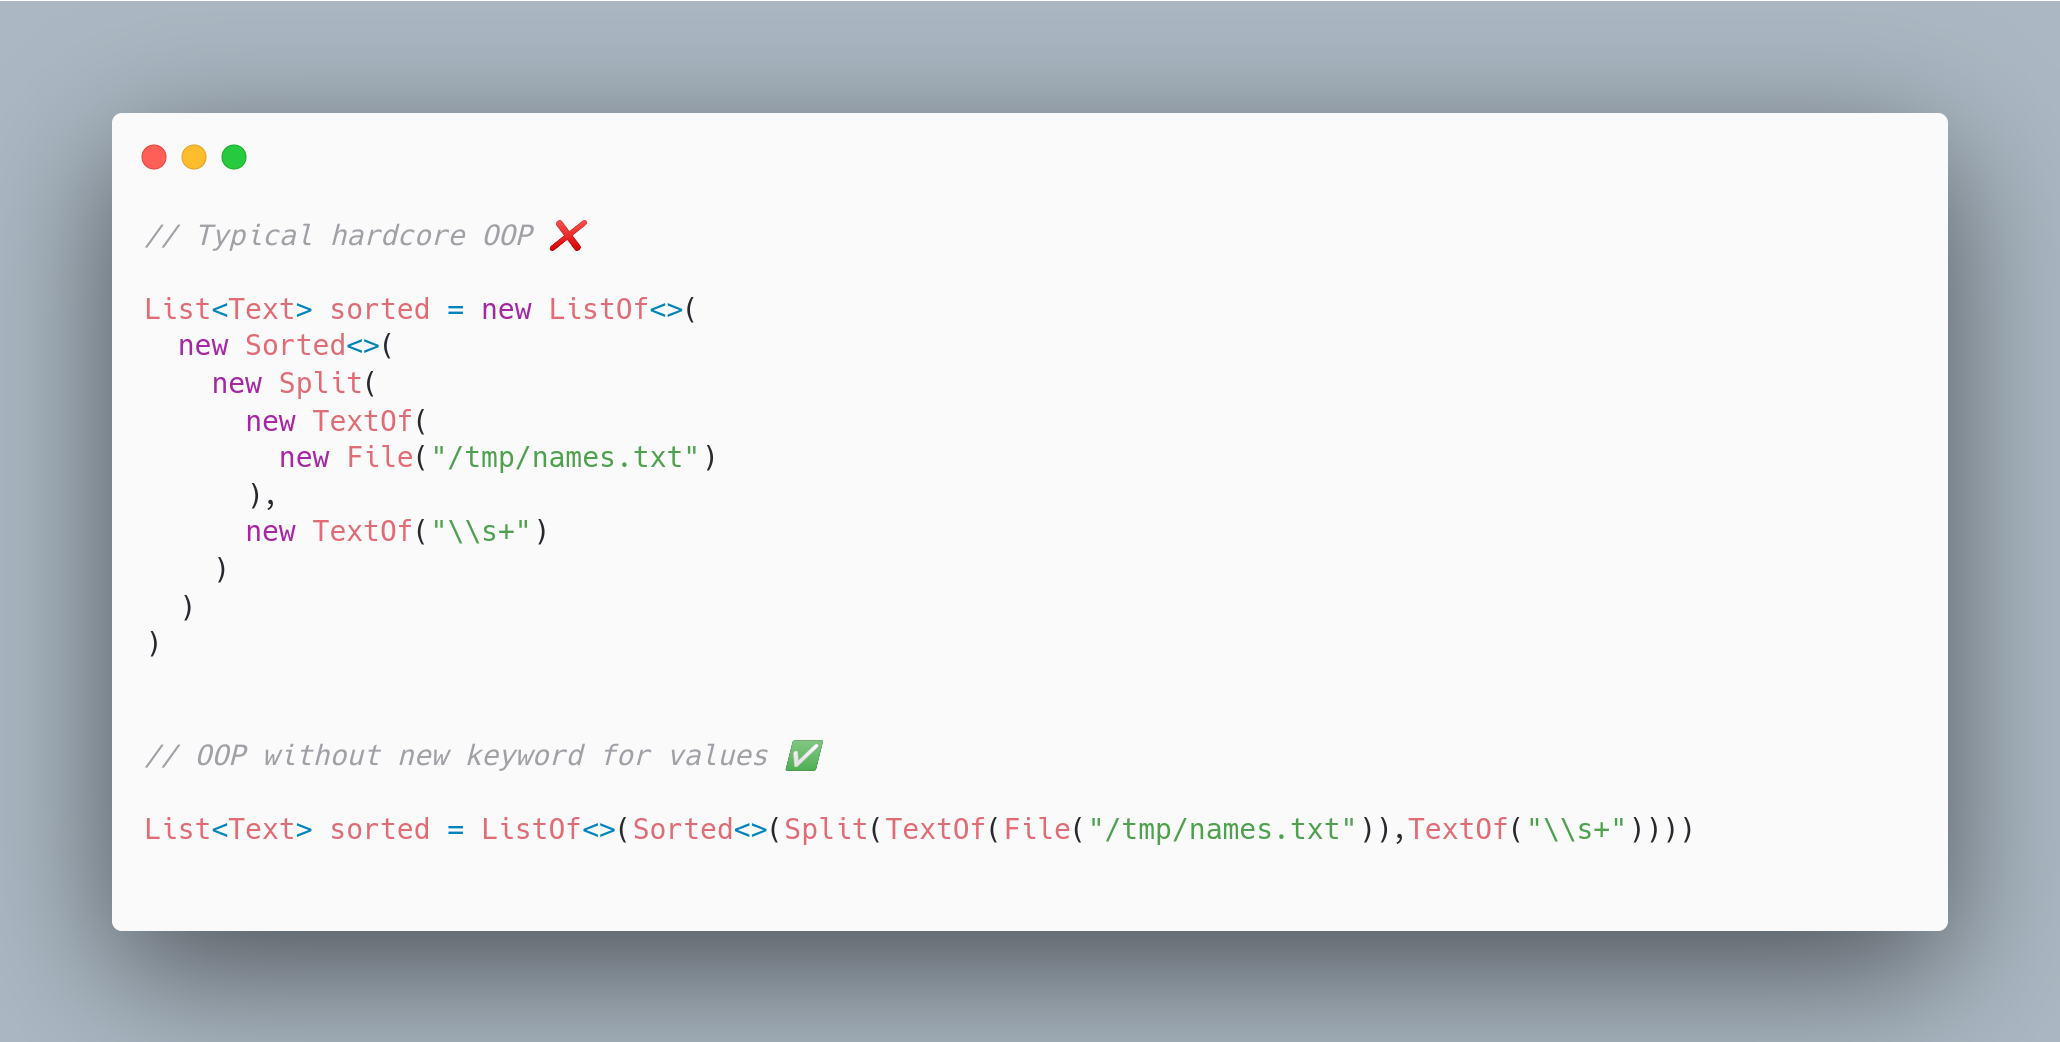 // Typical hardcore OOP ❌
List<Text> sorted = new ListOf<>(
  new Sorted<>(
    new Split(
      new TextOf(
        new File("/tmp/names.txt")
      ),
      new TextOf("\\s+")
    )
  )
)
// OOP without new keyword for values ✅
List<Text> sorted = ListOf<>(Sorted<>(Split(TextOf(File("/tmp/names.txt")),TextOf("\\s+"))))